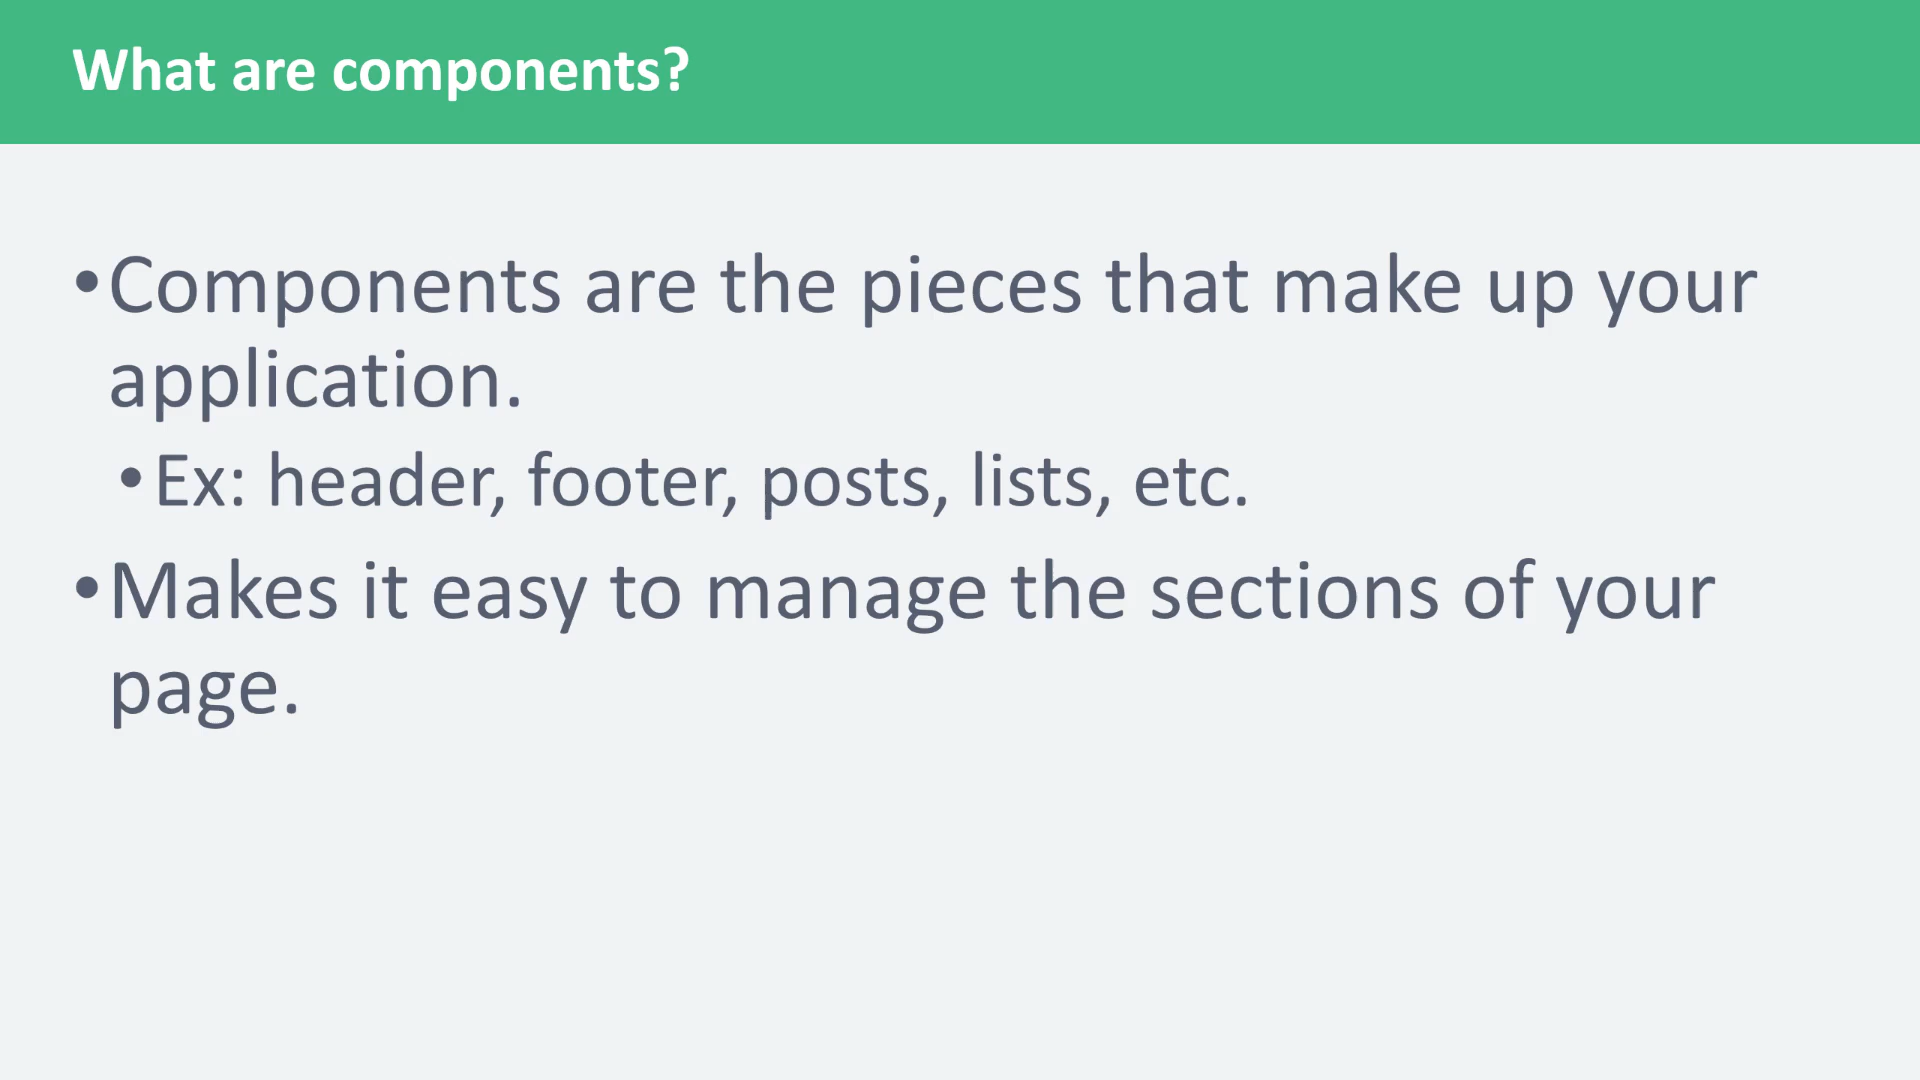 What are components?
•Components are the pieces that make up your
application.
•Ex: header, footer, posts, lists, etc.
•Makes it easy to manage the sections of your
page.